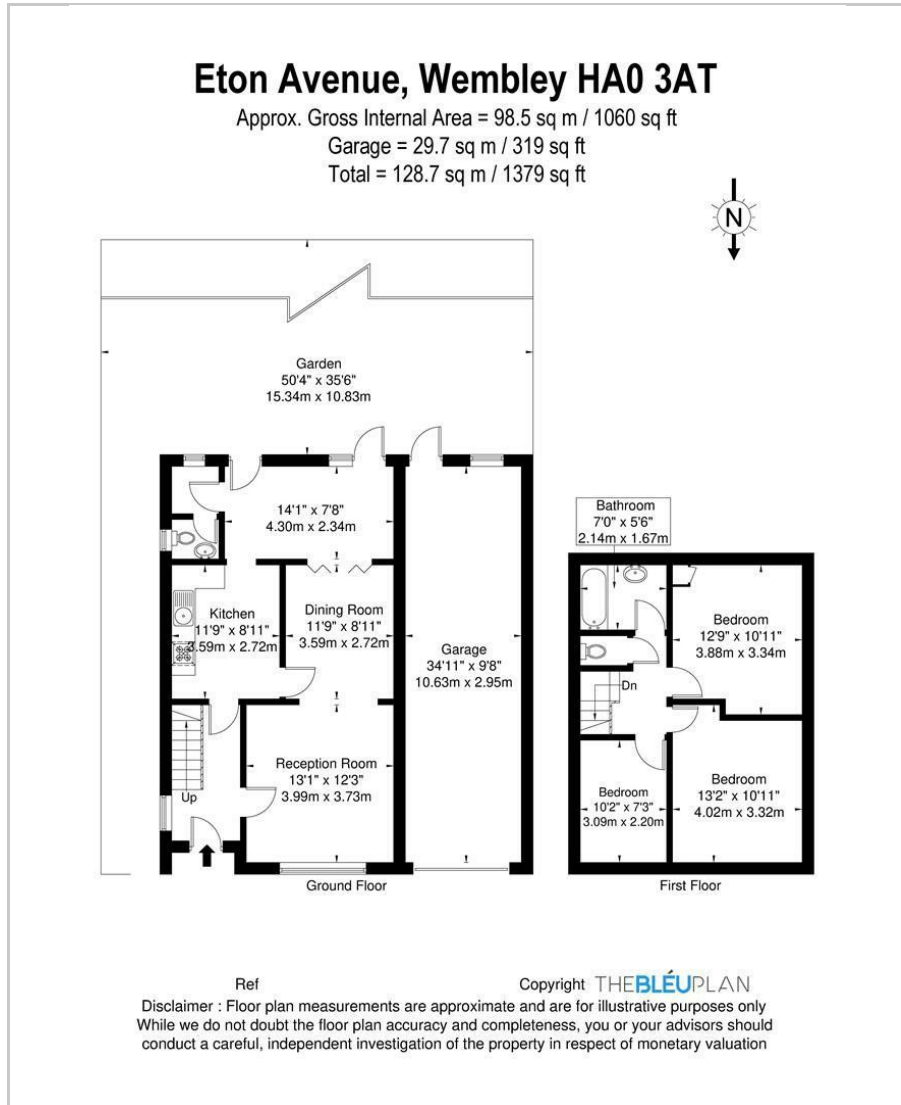 Eton Avenue, Wembley HA0 3AT
Approx. Gross Internal Area = 98.5 sq m / 1060 sq ft
Garage = 29.7 sq m / 319 sq ft
Total = 128.7 sq m / 1379 sq ft
N
Garden
50'4" x 35'6"
15.34m x 10.83m
14'1" x 7'8"
4.30m x 2.34m
Kitchen
11'9" x 8'11"
3.59m x 2.72m
Dining Room
11'9" x 8'11"
3.59m x 2.72m
Garage
34'11" x 9'8"
10.63m x 2.95m
Reception Room
13'1" x 12'3"
3.99m x 3.73m
Up
Ground Floor
Bathroom
7'0" x 5'6"
2.14m x 1.67m
Bedroom
12'9" x 10'11"
3.88m x 3.34m
Dn
Bedroom
10'2" x 7'3"
3.09m x 2.20m
Bedroom
13'2" x 10'11"
4.02m x 3.32m
First Floor
Ref
Copyright THEBLÉUPLAN
Disclaimer : Floor plan measurements are approximate and are for illustrative purposes only
While we do not doubt the floor plan accuracy and completeness, you or your advisors should
conduct a careful, independent investigation of the property in respect of monetary valuation